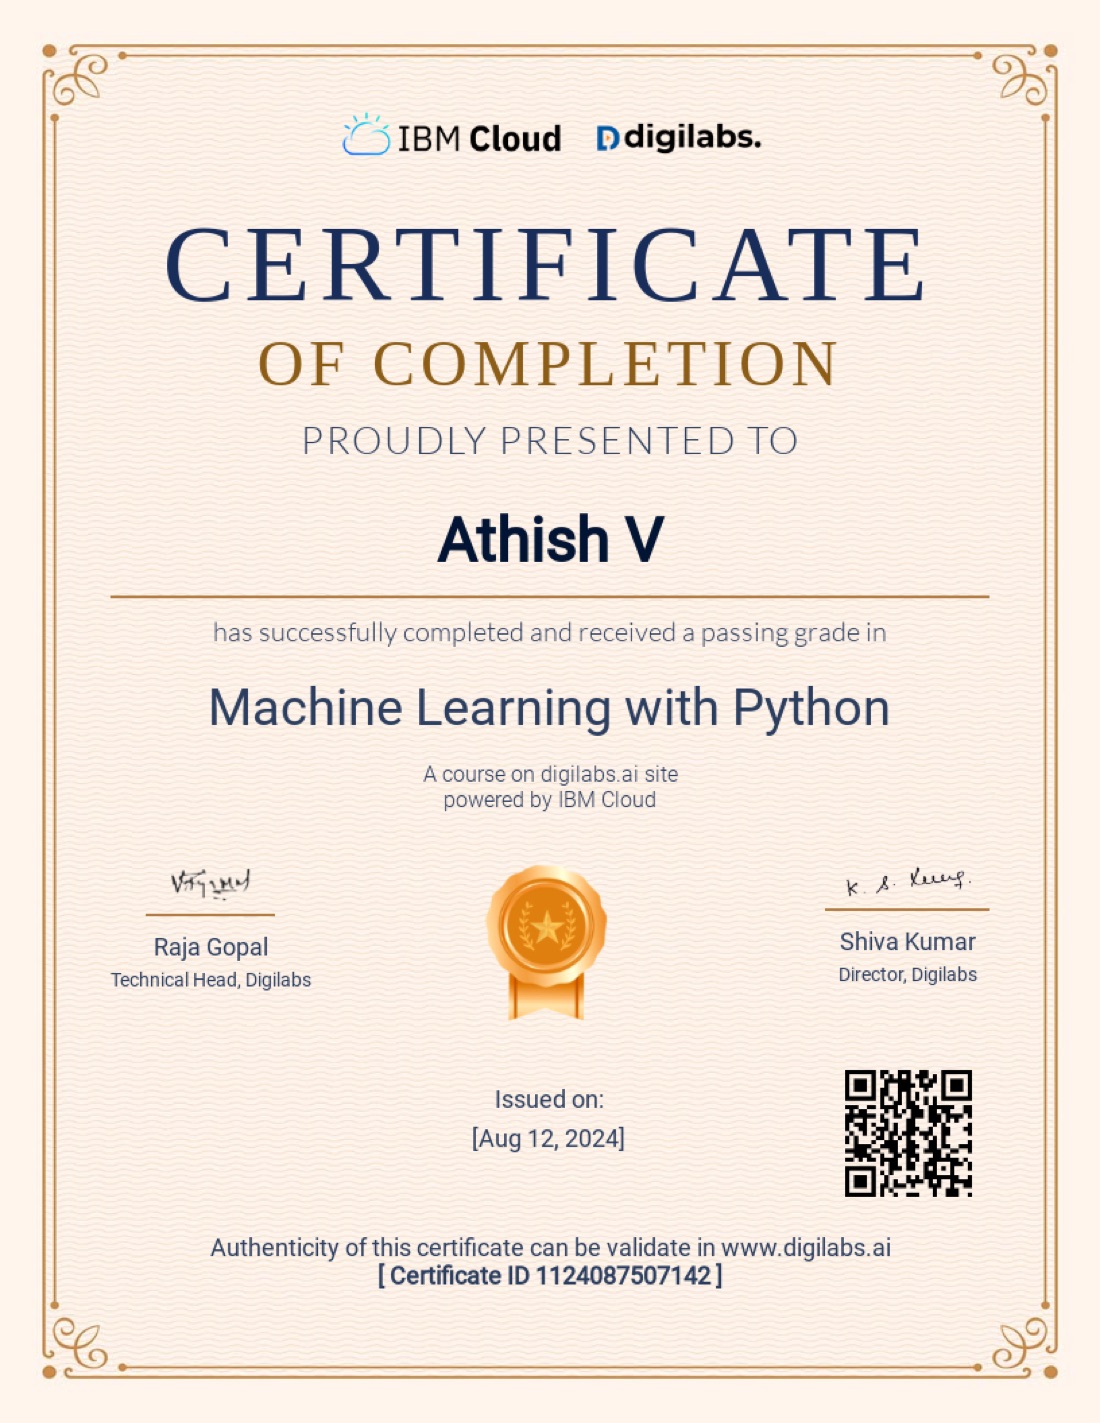 IBM Cloud digilabs.
CERTIFICATE
OF COMPLETION
PROUDLY PRESENTED TO
Athish V
has successfully completed and received a passing grade in
Machine Learning with Python
A course on digilabs.ai site
powered by IBM Cloud
K. S.
Raja Gopal
Technical Head, Digilabs
Shiva Kumar
Director, Digilabs
Issued on:
[Aug 12, 2024]
Authenticity of this certificate can be validate in www.digilabs.ai
[ Certificate ID 1124087507142 ]